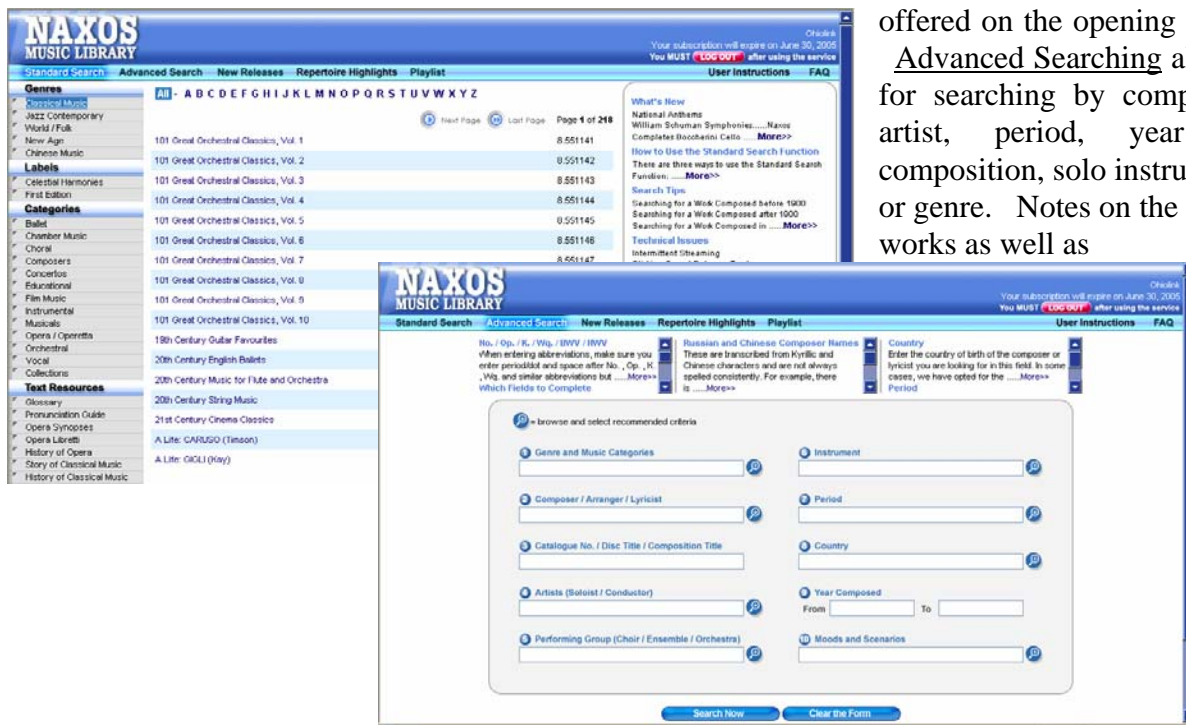 offered on the opening
Advanced Searching
for searching by
artist, period, year
composition, solo
or genre. Notes on the
works as well as
NAXOS
MUSIC LIBRARY
Ohiolink
Your subscription will expire on June 30, 2005
You MUST LOG OUT after using the service
Standard Search Advanced Search New Releases Repertoire Highlights Playlist User Instructions FAQ
Genres
Classical Music
Jazz Contemporary
World / Folk
New Age
Chinese Music
Labels
Celestial Harmonies
First Edition
Categories
Ballet
Chamber Music
Choral
Composers
Concertos
Educational
Film Music
Instrumental
Musicals
Opera / Operetta
Orchestral
Vocal
Collections
Text Resources
Glossary
Pronunciation Guide
Opera Synopses
Opera Libretti
History of Opera
Story of Classical Music
History of Classical Music
All - A B C D E F G H I J K L M N O P Q R S T U V W X Y Z
Next Page Last Page Page 1 of 218
101 Great Orchestral Classics, Vol. 1 8.551141
101 Great Orchestral Classics, Vol. 2 8.551142
101 Great Orchestral Classics, Vol. 3 8.551143
101 Great Orchestral Classics, Vol. 4 8.551144
101 Great Orchestral Classics, Vol. 5 8.551145
101 Great Orchestral Classics, Vol. 6 8.551146
101 Great Orchestral Classics, Vol. 7 8.551147
101 Great Orchestral Classics, Vol. 8
101 Great Orchestral Classics, Vol. 9
101 Great Orchestral Classics, Vol. 10
19th Century Guitar Favourites
20th Century English Ballets
20th Century Music for Flute and Orchestra
20th Century String Music
21st Century Cinema Classics
A Life: CARUSO (Timson)
A Life: GIGLI (Kay)
What's New
National Anthems
William Schuman Symphonies......Naxos
Completes Boccherini Cello ......More>>
How to Use the Standard Search Function
There are three ways to use the Standard Search
Function: ......More>>
Search Tips
Searching for a Work Composed before 1900
Searching for a Work Composed after 1900
Searching for a Work Composed in ......More>>
Technical Issues
Intermittent Streaming
NAXOS
MUSIC LIBRARY
Ohiolink
Your subscription will expire on June 30, 2005
You MUST LOG OUT after using the service
Standard Search Advanced Search New Releases Repertoire Highlights Playlist User Instructions FAQ
No. / Op. / K. / Wq. / BWV / HWV
When entering abbreviations, make sure you
enter period/dot and space after No. , Op. , K.
, Wq. and similar abbreviations but ......More>>
Which Fields to Complete
Russian and Chinese Composer Names
These are transcribed from Kyrillic and
Chinese characters and are not always
spelled consistently. For example, there
is ......More>>
Country
Enter the country of birth of the composer or
lyricist you are looking for in this field. In some
cases, we have opted for the ......More>>
Period
= browse and select recommended
criteria
1 Genre and Music Categories
2 Composer / Arranger / Lyricist
3 Catalogue No. / Disc Title / Composition Title
4 Artists (Soloist / Conductor)
5 Performing Group (Choir / Ensemble / Orchestra)
6 Instrument
7 Period
8 Country
9 Year Composed
From To
10 Moods and Scenarios
Search Now Clear the Form